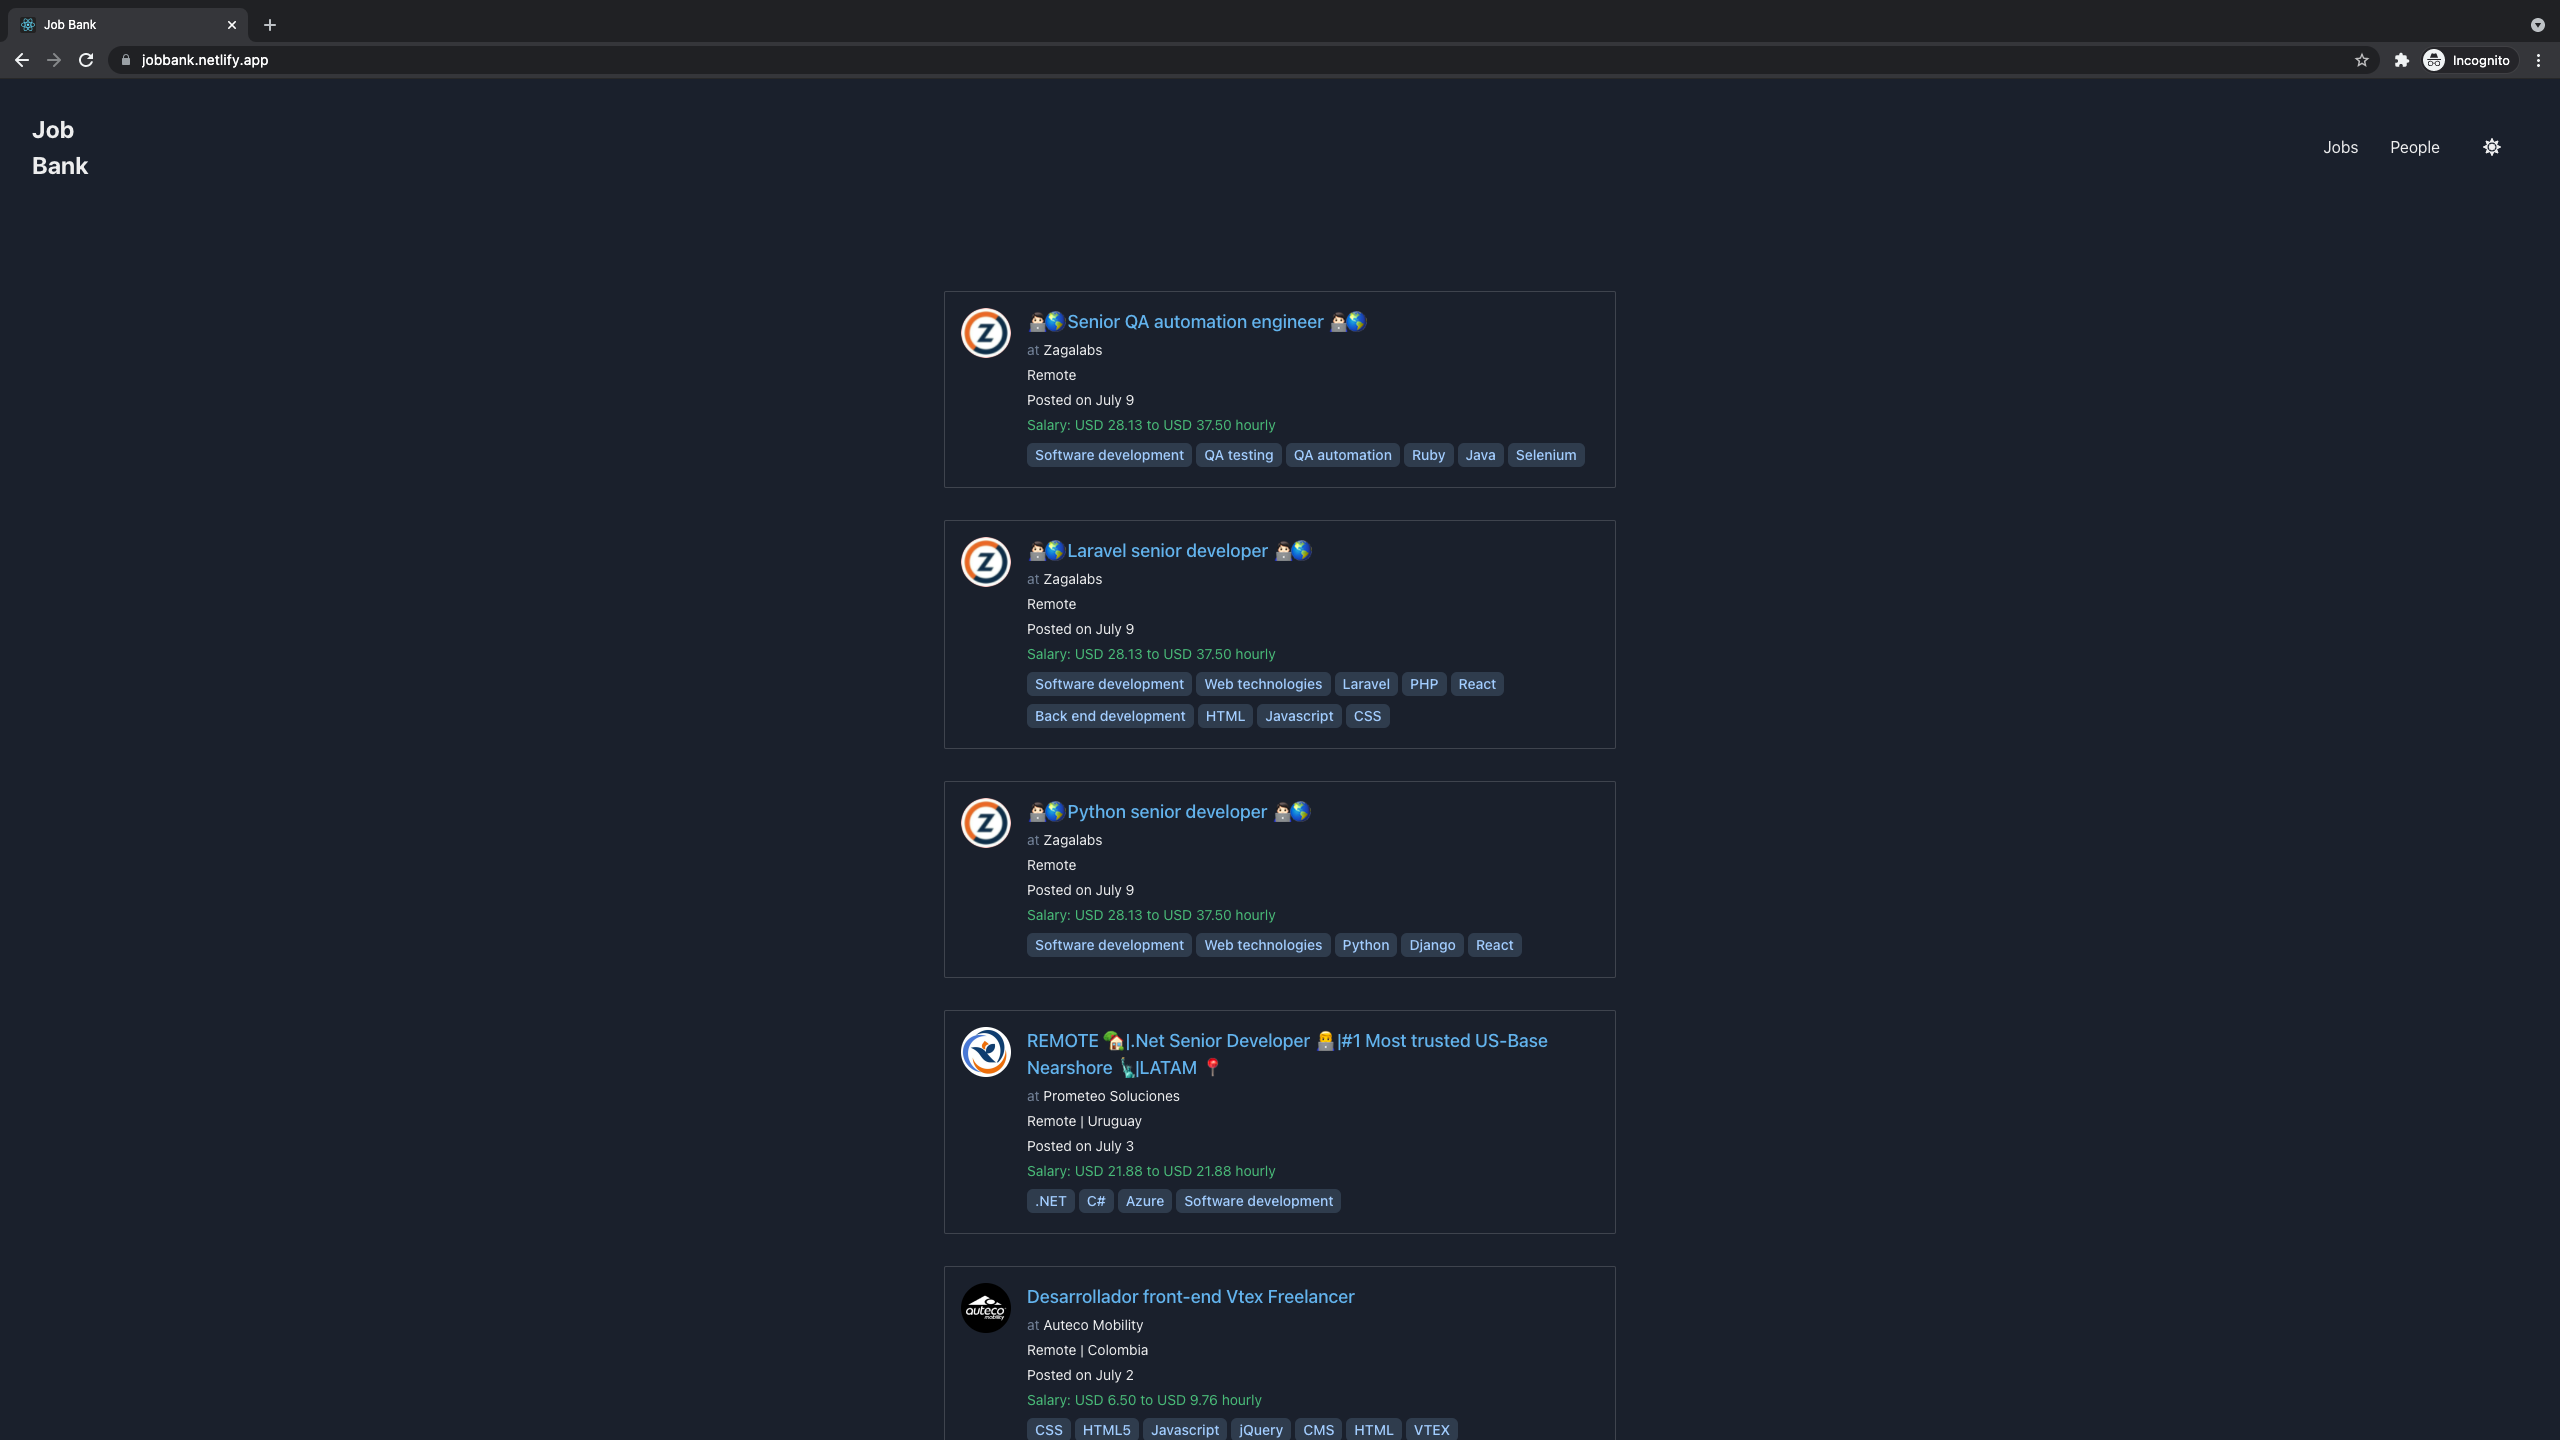 Job Bank
jobbank.netlify.app
Incognito
Job
Bank
Jobs People
Z
👨🏻‍💻🌎Senior QA automation engineer 👨🏻‍💻🌎
at Zagalabs
Remote
Posted on July 9
Salary: USD 28.13 to USD 37.50 hourly
Software development QA testing QA automation Ruby Java Selenium
Z
👨🏻‍💻🌎Laravel senior developer 👨🏻‍💻🌎
at Zagalabs
Remote
Posted on July 9
Salary: USD 28.13 to USD 37.50 hourly
Software development Web technologies Laravel PHP React
Back end development HTML Javascript CSS
Z
👨🏻‍💻🌎Python senior developer 👨🏻‍💻🌎
at Zagalabs
Remote
Posted on July 9
Salary: USD 28.13 to USD 37.50 hourly
Software development Web technologies Python Django React
REMOTE 🏡|.Net Senior Developer 👨‍💻|#1 Most trusted US-Base
Nearshore 🗽|LATAM 📍
at Prometeo Soluciones
Remote | Uruguay
Posted on July 3
Salary: USD 21.88 to USD 21.88 hourly
.NET C# Azure Software development
auteco
mobility
Desarrollador front-end Vtex Freelancer
at Auteco Mobility
Remote | Colombia
Posted on July 2
Salary: USD 6.50 to USD 9.76 hourly
CSS HTML5 Javascript jQuery CMS HTML VTEX